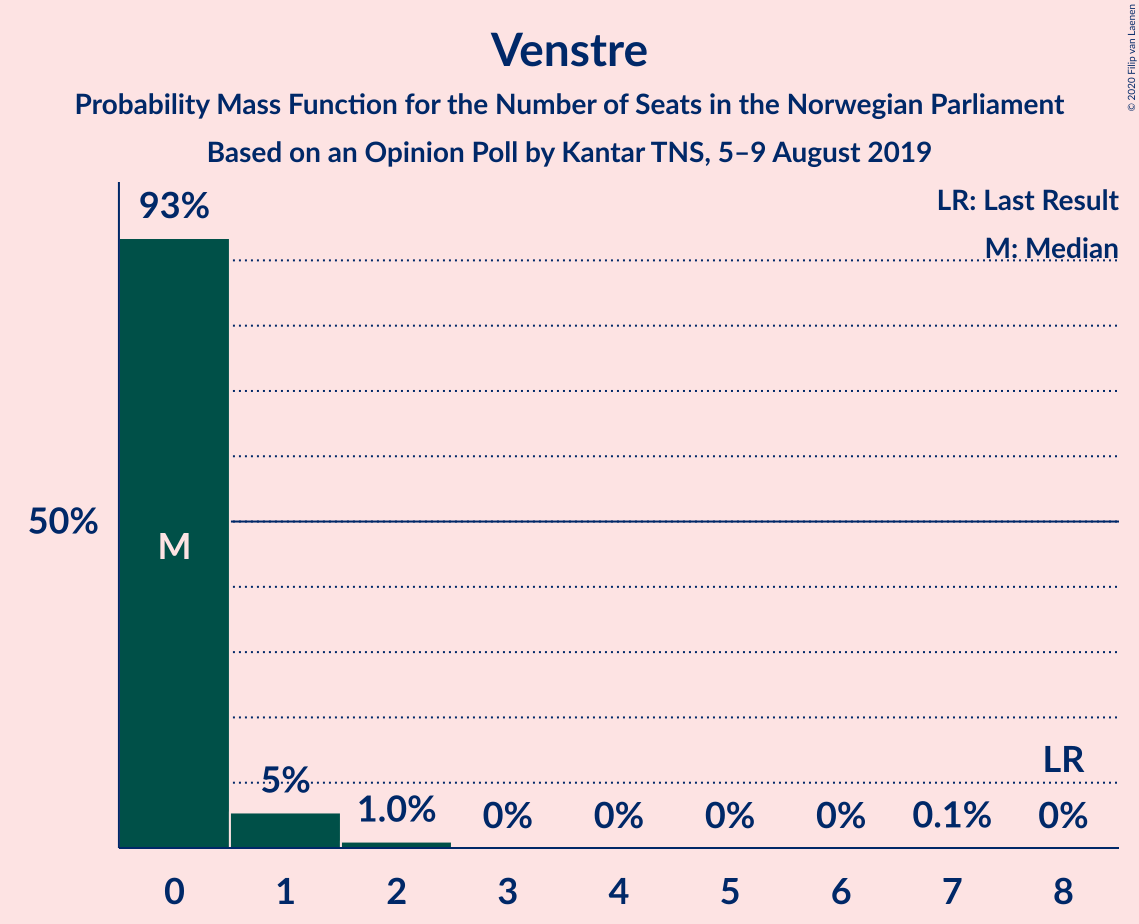 Venstre
Probability Mass Function for the Number of Seats in the Norwegian Parliament
Based on an Opinion Poll by Kantar TNS, 5–9 August 2019
© 2020 Filip van Laenen
LR: Last Result
M: Median
93%
50%
M
5%
1.0%
0%
0%
0%
0%
0.1%
LR
0%
0
1
2
3
4
5
6
7
8